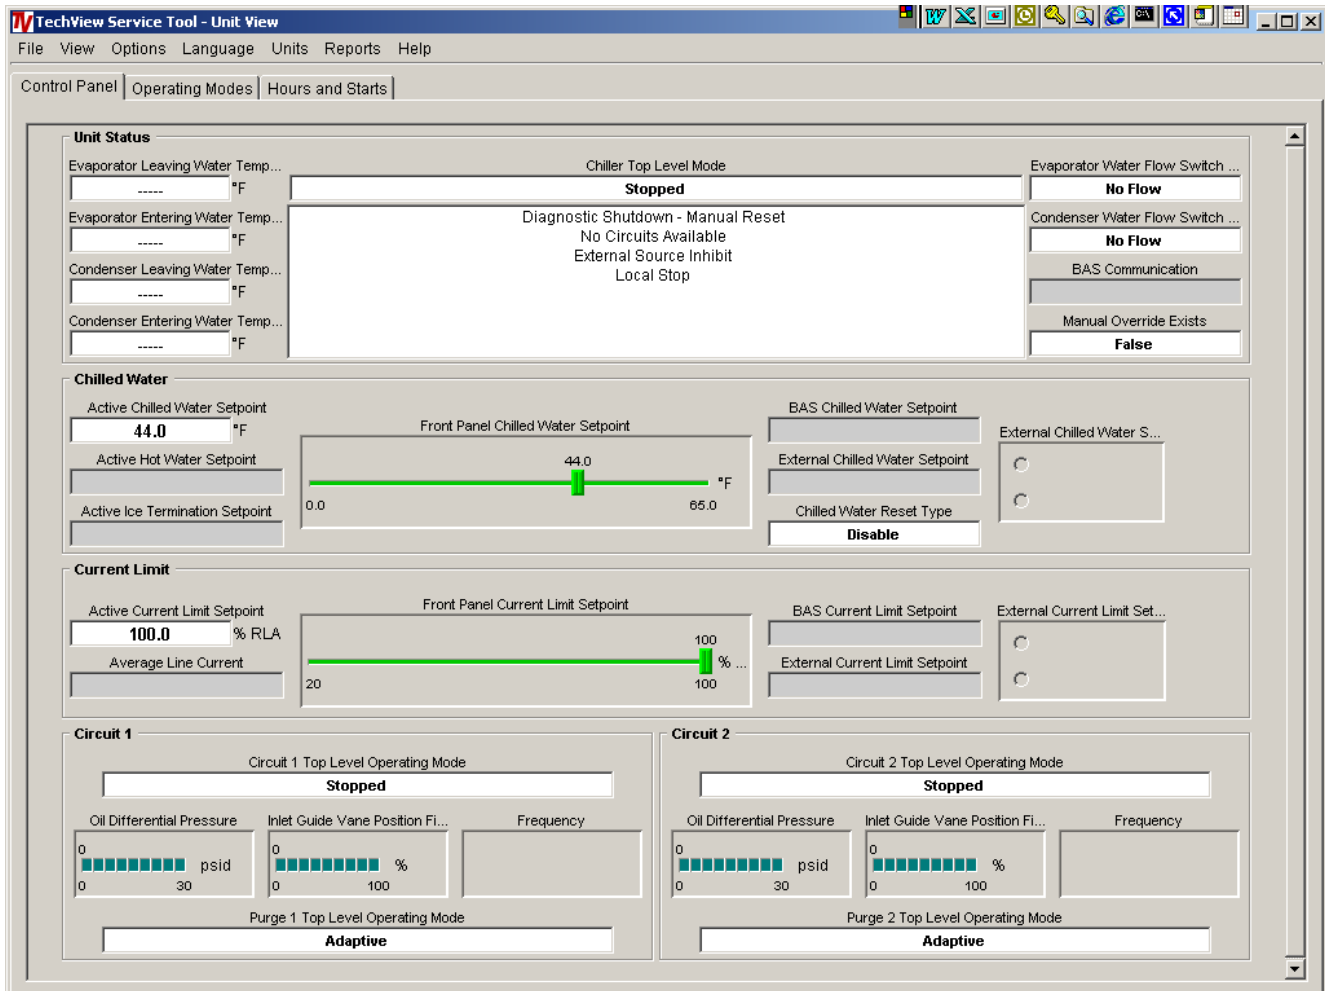 TechView Service Tool - Unit View
File View Options Language Units Reports Help
Control Panel Operating Modes Hours and Starts
Unit Status
Evaporator Leaving Water Temp...
----- °F
Evaporator Entering Water Temp...
----- °F
Condenser Leaving Water Temp...
----- °F
Condenser Entering Water Temp...
----- °F
Chiller Top Level Mode
Stopped
Diagnostic Shutdown - Manual Reset
No Circuits Available
External Source Inhibit
Local Stop
Evaporator Water Flow Switch ...
No Flow
Condenser Water Flow Switch ...
No Flow
BAS Communication
Manual Override Exists
False
Chilled Water
Active Chilled Water Setpoint
44.0 °F
Active Hot Water Setpoint
Active Ice Termination Setpoint
Front Panel Chilled Water Setpoint
44.0
°F
0.0 65.0
BAS Chilled Water Setpoint
External Chilled Water Setpoint
Chilled Water Reset Type
Disable
External Chilled Water S...
Current Limit
Active Current Limit Setpoint
100.0 % RLA
Average Line Current
Front Panel Current Limit Setpoint
100
% ...
20 100
BAS Current Limit Setpoint
External Current Limit Setpoint
External Current Limit Set...
Circuit 1
Circuit 1 Top Level Operating Mode
Stopped
Oil Differential Pressure
0
psid
0 30
Inlet Guide Vane Position Fi...
0
%
0 100
Frequency
Purge 1 Top Level Operating Mode
Adaptive
Circuit 2
Circuit 2 Top Level Operating Mode
Stopped
Oil Differential Pressure
0
psid
0 30
Inlet Guide Vane Position Fi...
0
%
0 100
Frequency
Purge 2 Top Level Operating Mode
Adaptive